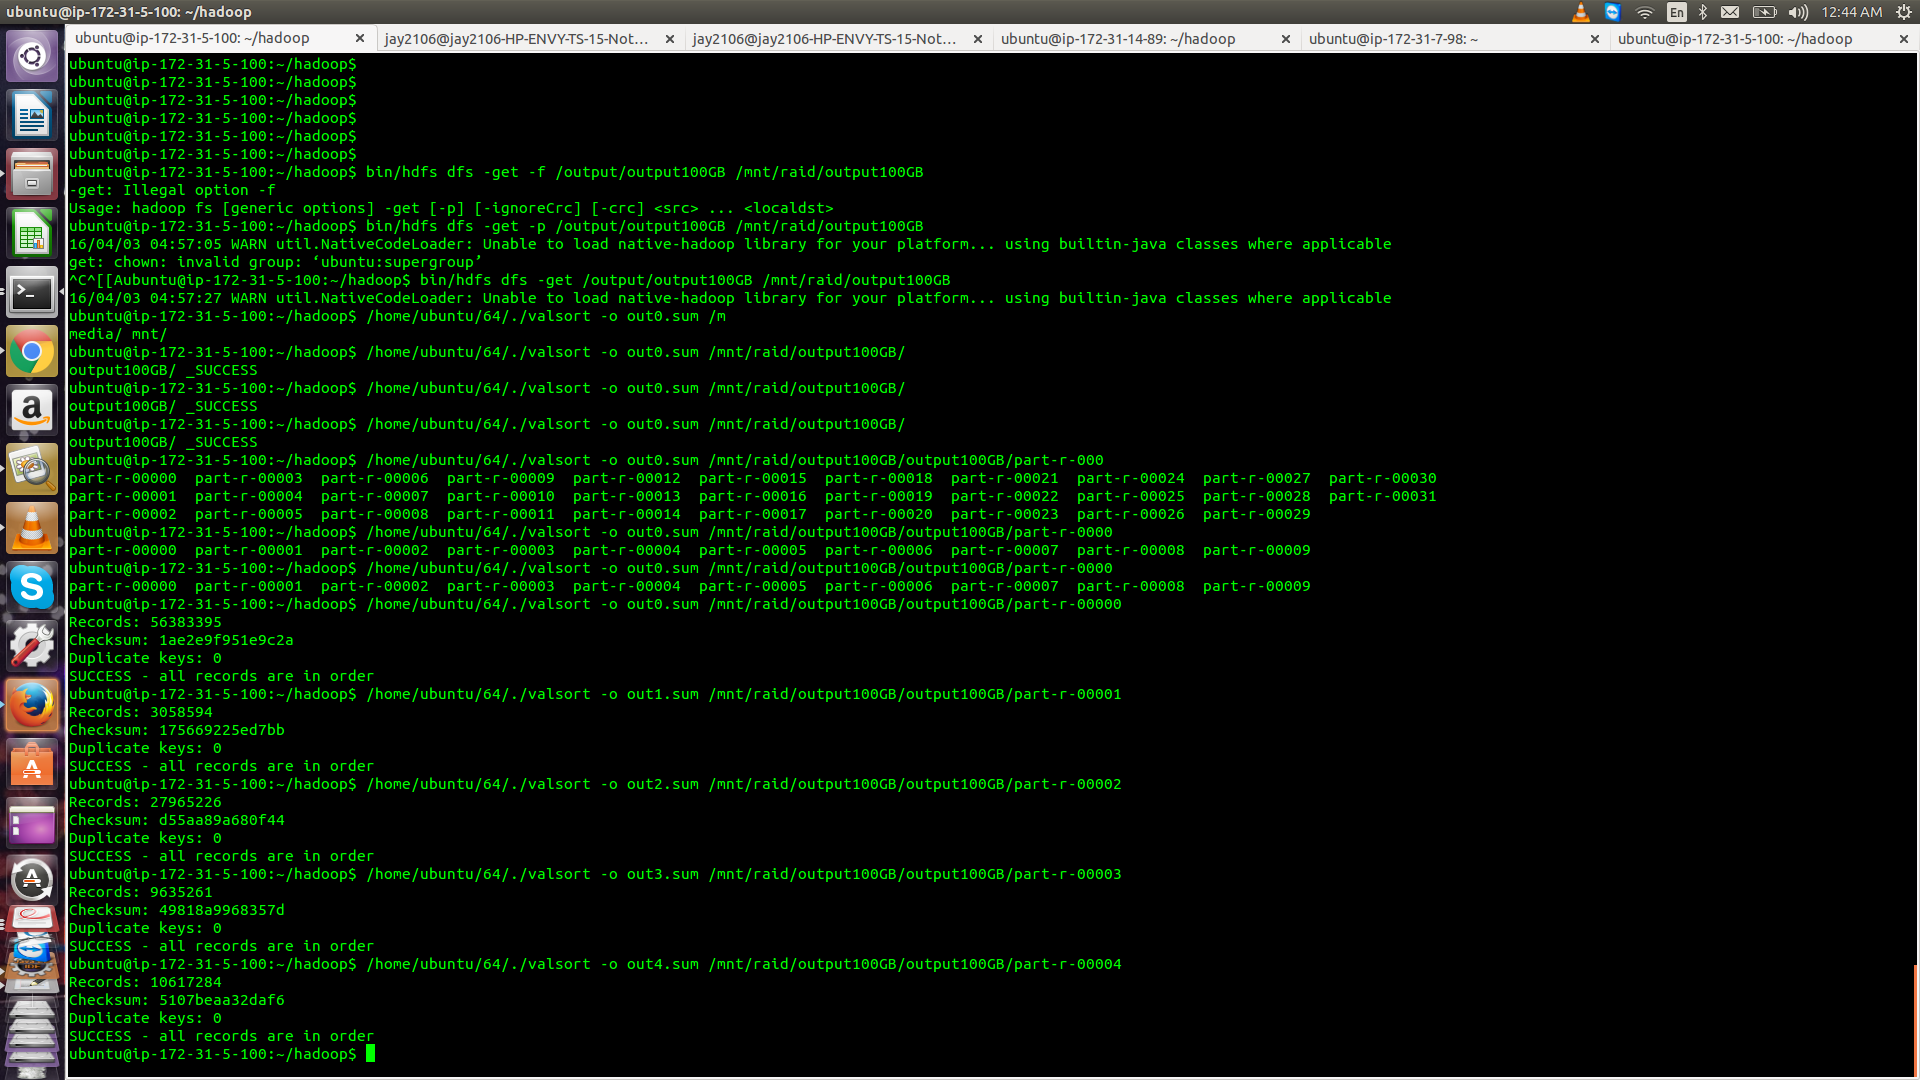 ubuntu@ip-172-31-5-100: ~/hadoop
En
12:44 AM
ubuntu@ip-172-31-5-100: ~/hadoop
jay2106@jay2106-HP-ENVY-TS-15-Not...
jay2106@jay2106-HP-ENVY-TS-15-Not...
ubuntu@ip-172-31-14-89: ~/hadoop
ubuntu@ip-172-31-7-98: ~
ubuntu@ip-172-31-5-100: ~/hadoop
ubuntu@ip-172-31-5-100:~/hadoop$
ubuntu@ip-172-31-5-100:~/hadoop$
ubuntu@ip-172-31-5-100:~/hadoop$
ubuntu@ip-172-31-5-100:~/hadoop$
ubuntu@ip-172-31-5-100:~/hadoop$
ubuntu@ip-172-31-5-100:~/hadoop$
ubuntu@ip-172-31-5-100:~/hadoop$ bin/hdfs dfs -get -f /output/output100GB /mnt/raid/output100GB
-get: Illegal option -f
Usage: hadoop fs [generic options] -get [-p] [-ignoreCrc] [-crc] <src> ... <localdst>
ubuntu@ip-172-31-5-100:~/hadoop$ bin/hdfs dfs -get -p /output/output100GB /mnt/raid/output100GB
16/04/03 04:57:05 WARN util.NativeCodeLoader: Unable to load native-hadoop library for your platform... using builtin-java classes where applicable
get: chown: invalid group: ‘ubuntu:supergroup’
^C^[[Aubuntu@ip-172-31-5-100:~/hadoop$ bin/hdfs dfs -get /output/output100GB /mnt/raid/output100GB
16/04/03 04:57:27 WARN util.NativeCodeLoader: Unable to load native-hadoop library for your platform... using builtin-java classes where applicable
ubuntu@ip-172-31-5-100:~/hadoop$ /home/ubuntu/64/./valsort -o out0.sum /m
media/ mnt/
ubuntu@ip-172-31-5-100:~/hadoop$ /home/ubuntu/64/./valsort -o out0.sum /mnt/raid/output100GB/
output100GB/ _SUCCESS
ubuntu@ip-172-31-5-100:~/hadoop$ /home/ubuntu/64/./valsort -o out0.sum /mnt/raid/output100GB/
output100GB/ _SUCCESS
ubuntu@ip-172-31-5-100:~/hadoop$ /home/ubuntu/64/./valsort -o out0.sum /mnt/raid/output100GB/
output100GB/ _SUCCESS
ubuntu@ip-172-31-5-100:~/hadoop$ /home/ubuntu/64/./valsort -o out0.sum /mnt/raid/output100GB/output100GB/part-r-000
part-r-00000 part-r-00003 part-r-00006 part-r-00009 part-r-00012 part-r-00015 part-r-00018 part-r-00021 part-r-00024 part-r-00027 part-r-00030
part-r-00001 part-r-00004 part-r-00007 part-r-00010 part-r-00013 part-r-00016 part-r-00019 part-r-00022 part-r-00025 part-r-00028 part-r-00031
part-r-00002 part-r-00005 part-r-00008 part-r-00011 part-r-00014 part-r-00017 part-r-00020 part-r-00023 part-r-00026 part-r-00029
ubuntu@ip-172-31-5-100:~/hadoop$ /home/ubuntu/64/./valsort -o out0.sum /mnt/raid/output100GB/output100GB/part-r-0000
part-r-00000 part-r-00001 part-r-00002 part-r-00003 part-r-00004 part-r-00005 part-r-00006 part-r-00007 part-r-00008 part-r-00009
ubuntu@ip-172-31-5-100:~/hadoop$ /home/ubuntu/64/./valsort -o out0.sum /mnt/raid/output100GB/output100GB/part-r-0000
part-r-00000 part-r-00001 part-r-00002 part-r-00003 part-r-00004 part-r-00005 part-r-00006 part-r-00007 part-r-00008 part-r-00009
ubuntu@ip-172-31-5-100:~/hadoop$ /home/ubuntu/64/./valsort -o out0.sum /mnt/raid/output100GB/output100GB/part-r-00000
Records: 56383395
Checksum: 1ae2e9f951e9c2a
Duplicate keys: 0
SUCCESS - all records are in order
ubuntu@ip-172-31-5-100:~/hadoop$ /home/ubuntu/64/./valsort -o out1.sum /mnt/raid/output100GB/output100GB/part-r-00001
Records: 3058594
Checksum: 175669225ed7bb
Duplicate keys: 0
SUCCESS - all records are in order
ubuntu@ip-172-31-5-100:~/hadoop$ /home/ubuntu/64/./valsort -o out2.sum /mnt/raid/output100GB/output100GB/part-r-00002
Records: 27965226
Checksum: d55aa89a680f44
Duplicate keys: 0
SUCCESS - all records are in order
ubuntu@ip-172-31-5-100:~/hadoop$ /home/ubuntu/64/./valsort -o out3.sum /mnt/raid/output100GB/output100GB/part-r-00003
Records: 9635261
Checksum: 49818a9968357d
Duplicate keys: 0
SUCCESS - all records are in order
ubuntu@ip-172-31-5-100:~/hadoop$ /home/ubuntu/64/./valsort -o out4.sum /mnt/raid/output100GB/output100GB/part-r-00004
Records: 10617284
Checksum: 5107beaa32daf6
Duplicate keys: 0
SUCCESS - all records are in order
ubuntu@ip-172-31-5-100:~/hadoop$